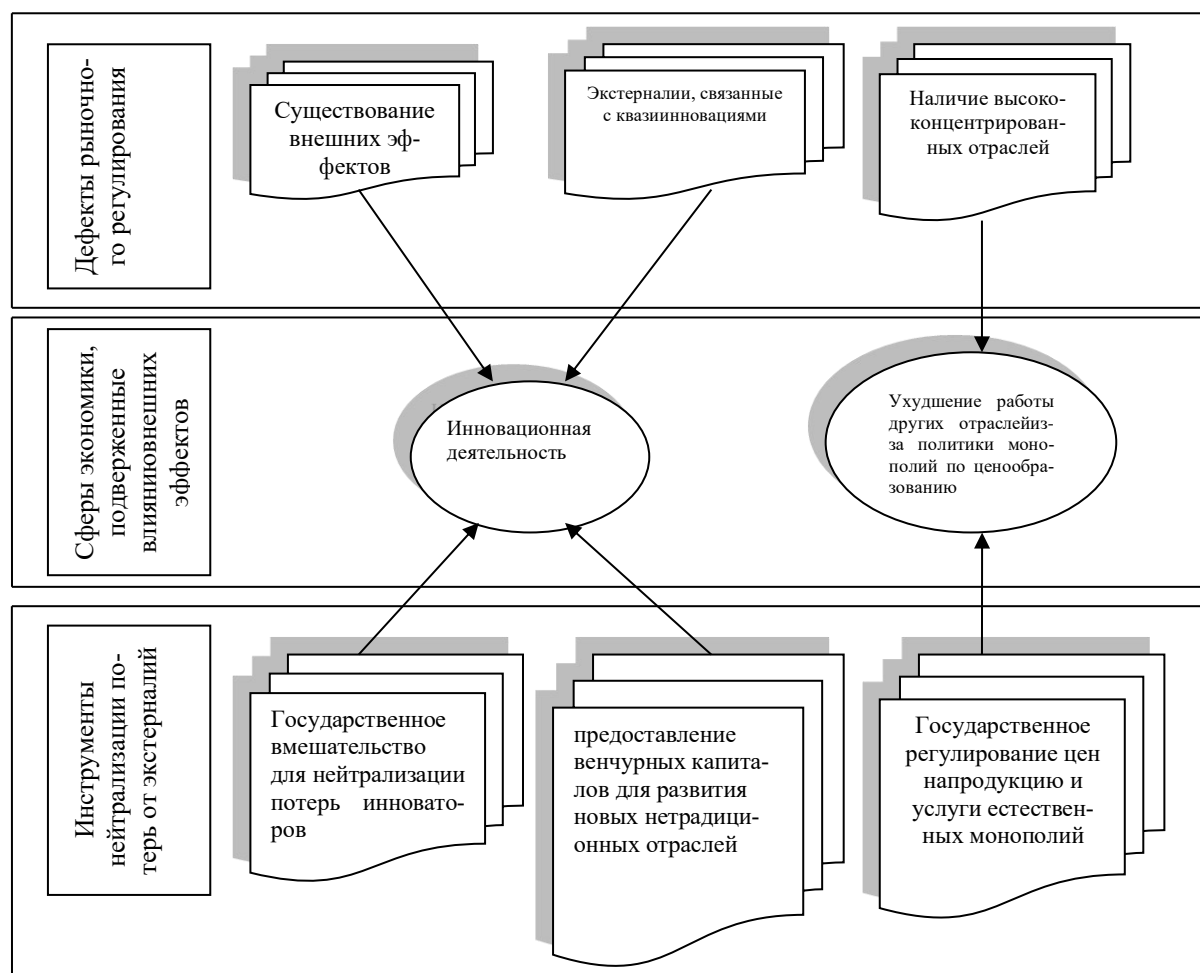 Дефекты рыночно-
го регулирования
Существование
внешних эф-
фектов
Экстерналии, связанные
с квазиинновациями
Наличие высоко-
концентрирован-
ных отраслей
Сферы экономики,
подверженные
влияниювнешних
эффектов
Инновационная
деятельность
Ухудшение работы
других отраслейиз-
за политики моно-
полий по ценообра-
зованию
Инструменты
нейтрализации по-
терь от экстерналий
Государственное
вмешательство
для нейтрализации
потерь инновато-
ров
предоставление
венчурных капита-
лов для развития
новых нетрадици-
онных отраслей
Государственное
регулирование цен
напродукцию и
услуги естествен-
ных монополий